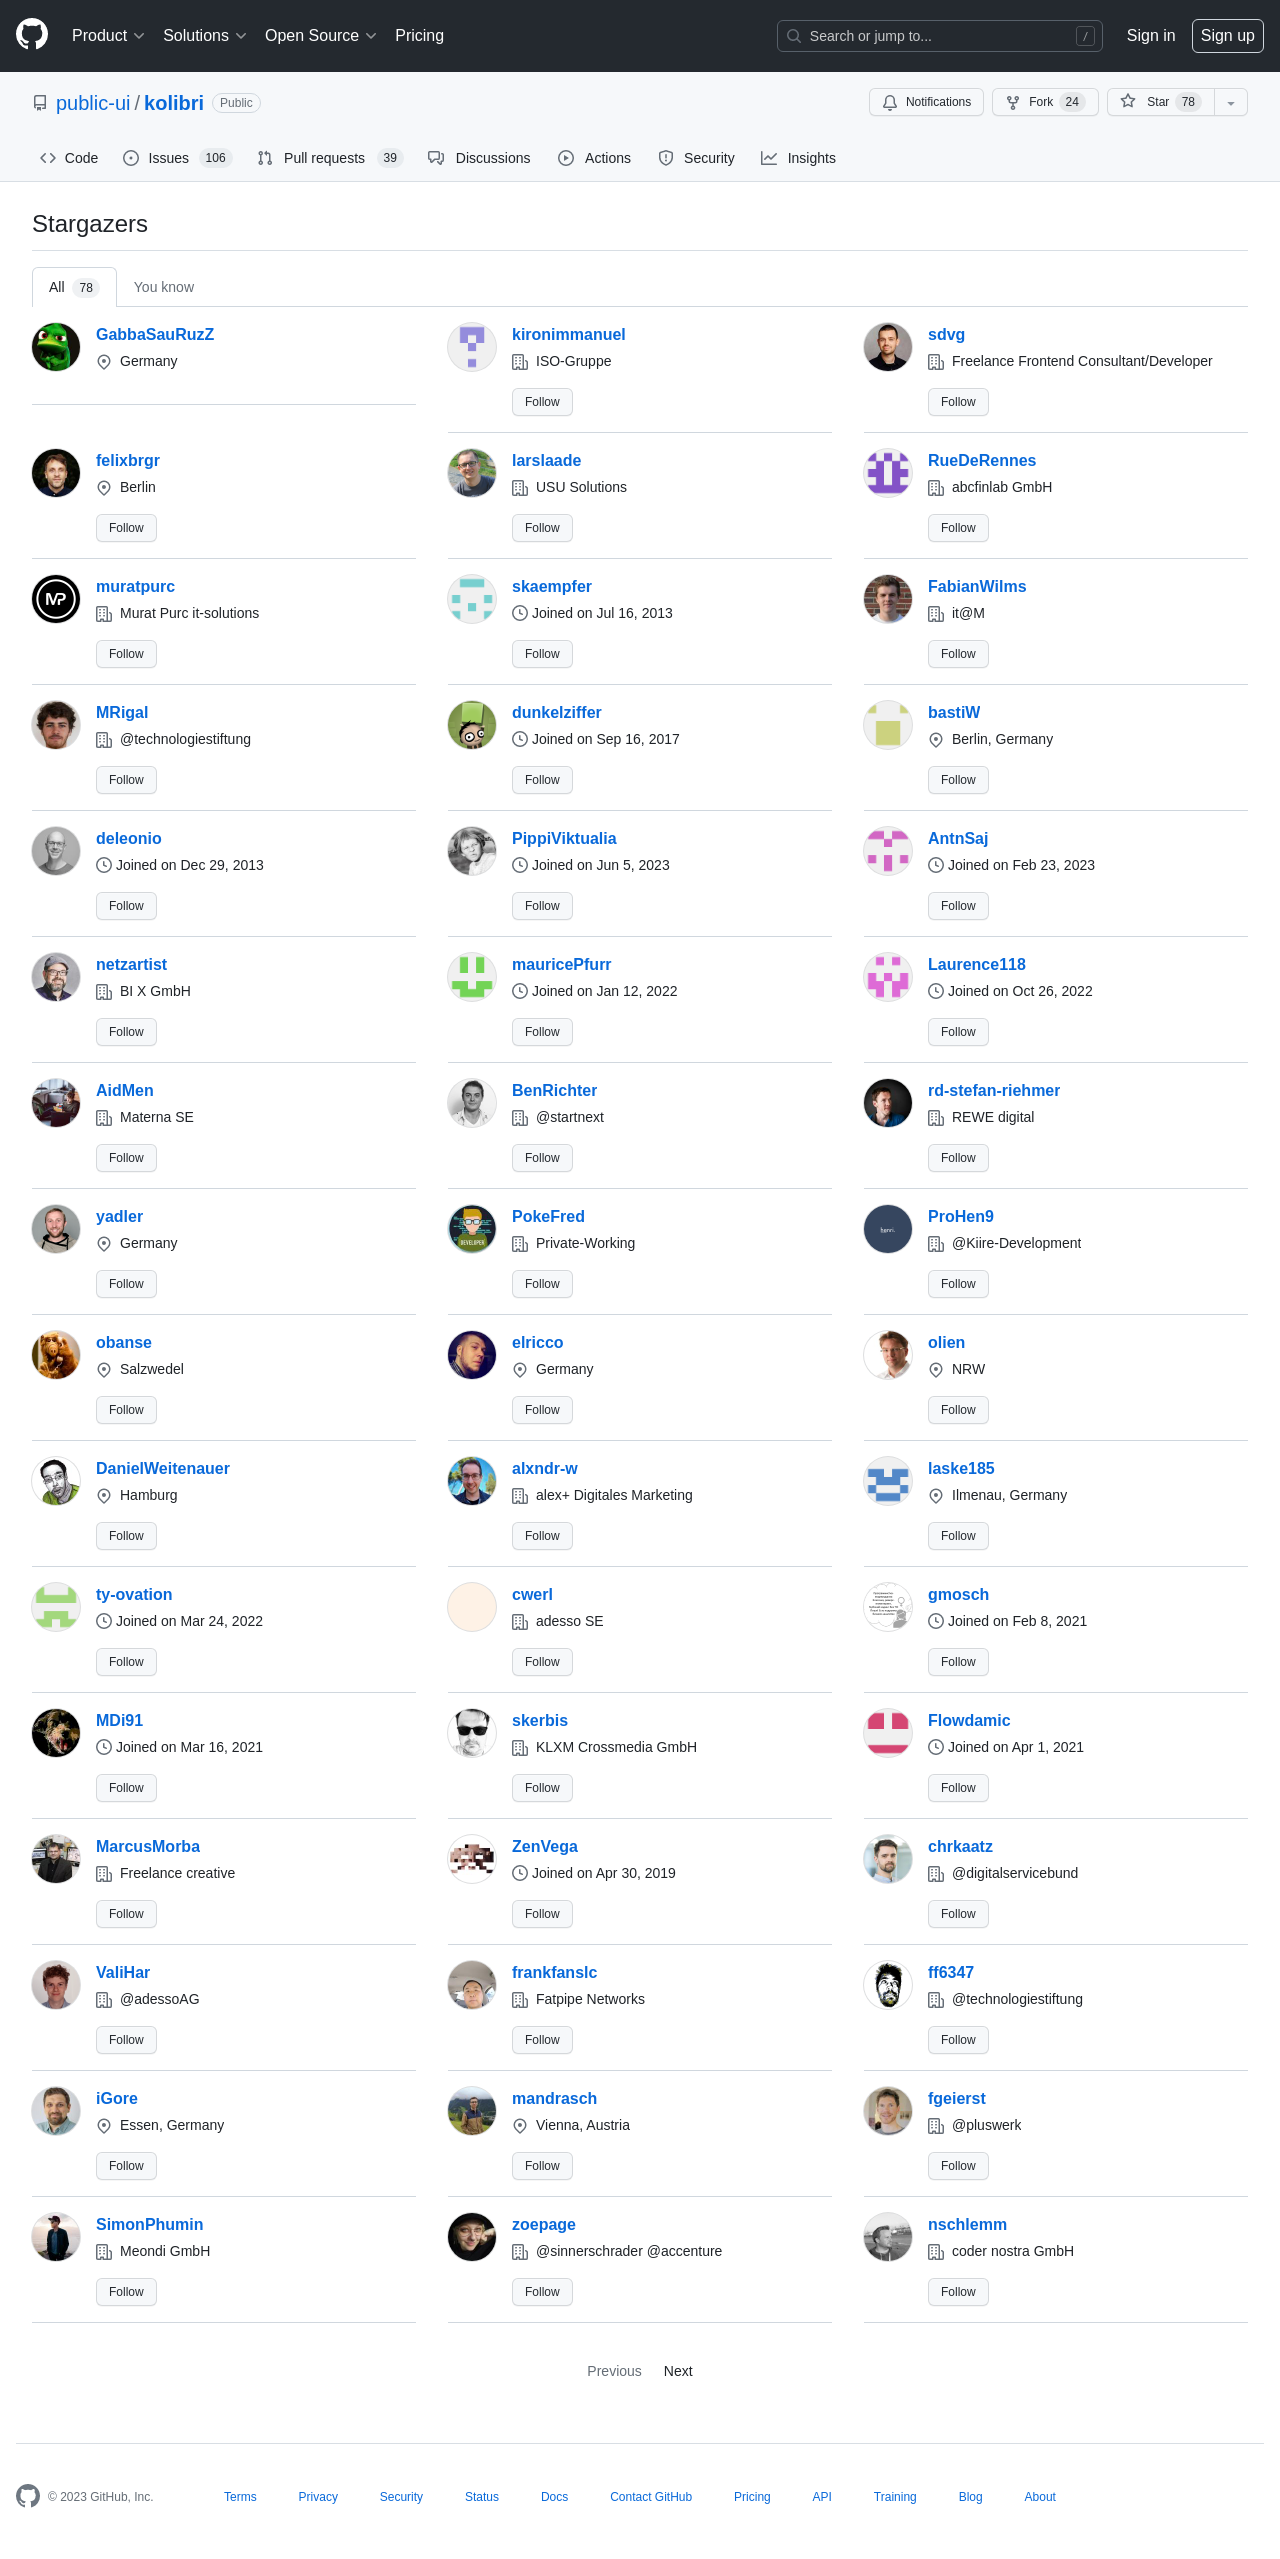 Product Solutions Open Source Pricing Search or jump to... / Sign in Sign up
public-ui / kolibri Public Notifications Fork 24 Star 78
Code Issues 106 Pull requests 39 Discussions Actions Security Insights
Stargazers
All 78 You know
GabbaSauRuzZ kironimmanuel sdvg
Germany ISO-Gruppe Freelance Frontend Consultant/Developer
Follow Follow
felixbrgr larslaade RueDeRennes
Berlin USU Solutions abcfinlab GmbH
Follow Follow Follow
MP
muratpurc skaempfer FabianWilms
Murat Purc it-solutions Joined on Jul 16, 2013 it@M
Follow Follow Follow
MRigal dunkelziffer bastiW
@technologiestiftung Joined on Sep 16, 2017 Berlin, Germany
Follow Follow Follow
deleonio PippiViktualia AntnSaj
Joined on Dec 29, 2013 Joined on Jun 5, 2023 Joined on Feb 23, 2023
Follow Follow Follow
netzartist mauricePfurr Laurence118
BI X GmbH Joined on Jan 12, 2022 Joined on Oct 26, 2022
Follow Follow Follow
AidMen BenRichter rd-stefan-riehmer
Materna SE @startnext REWE digital
Follow Follow Follow
yadler PokeFred ProHen9
Germany Private-Working @Kiire-Development
DEVELOPER
Follow Follow Follow
obanse elricco olien
Salzwedel Germany NRW
Follow Follow Follow
DanielWeitenauer alxndr-w laske185
Hamburg alex+ Digitales Marketing Ilmenau, Germany
Follow Follow Follow
ty-ovation cwerl gmosch
Joined on Mar 24, 2022 adesso SE Joined on Feb 8, 2021
Follow Follow Follow
MDi91 skerbis Flowdamic
Joined on Mar 16, 2021 KLXM Crossmedia GmbH Joined on Apr 1, 2021
Follow Follow Follow
MarcusMorba ZenVega chrkaatz
Freelance creative Joined on Apr 30, 2019 @digitalservicebund
Follow Follow Follow
ValiHar frankfanslc ff6347
@adessoAG Fatpipe Networks @technologiestiftung
Follow Follow Follow
iGore mandrasch fgeierst
Essen, Germany Vienna, Austria @pluswerk
Follow Follow Follow
SimonPhumin zoepage nschlemm
Meondi GmbH @sinnerschrader @accenture coder nostra GmbH
Follow Follow Follow
Previous Next
© 2023 GitHub, Inc. Terms Privacy Security Status Docs Contact GitHub Pricing API Training Blog About